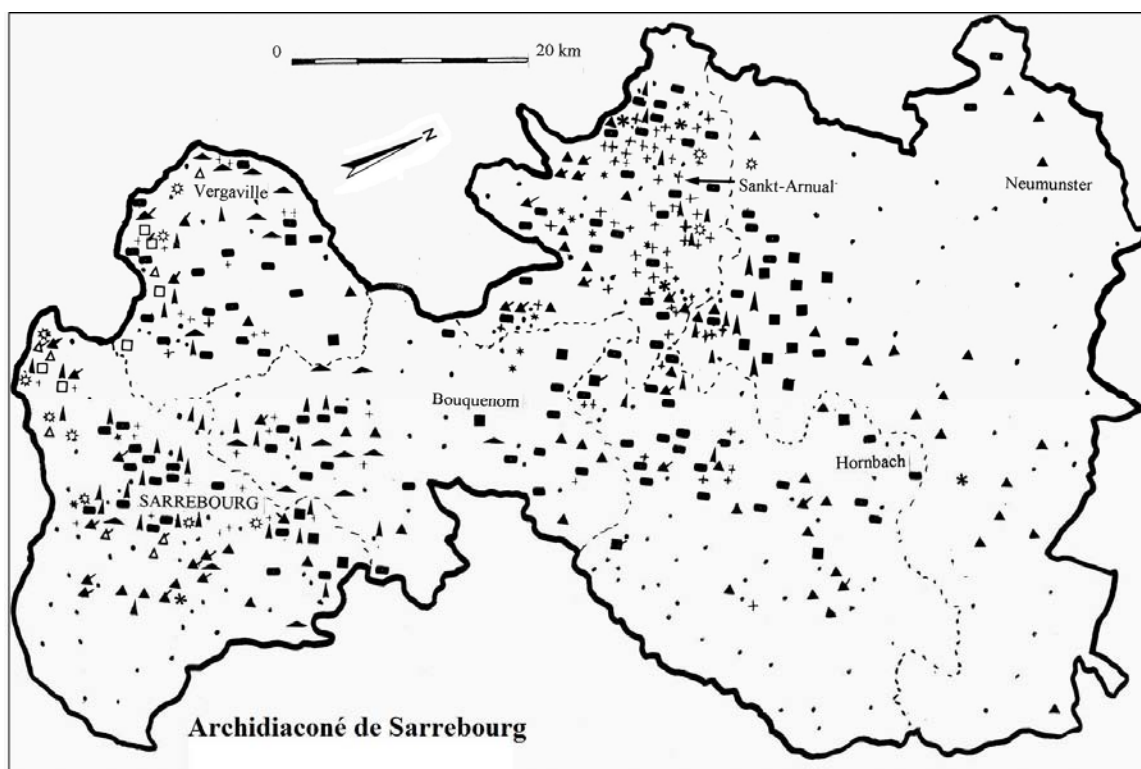 0 20 km
N
Vergaville
Sankt-Arnual
Neumunster
Bouquenom
Hornbach
SARREBOURG
Archidiaconé de Sarrebourg